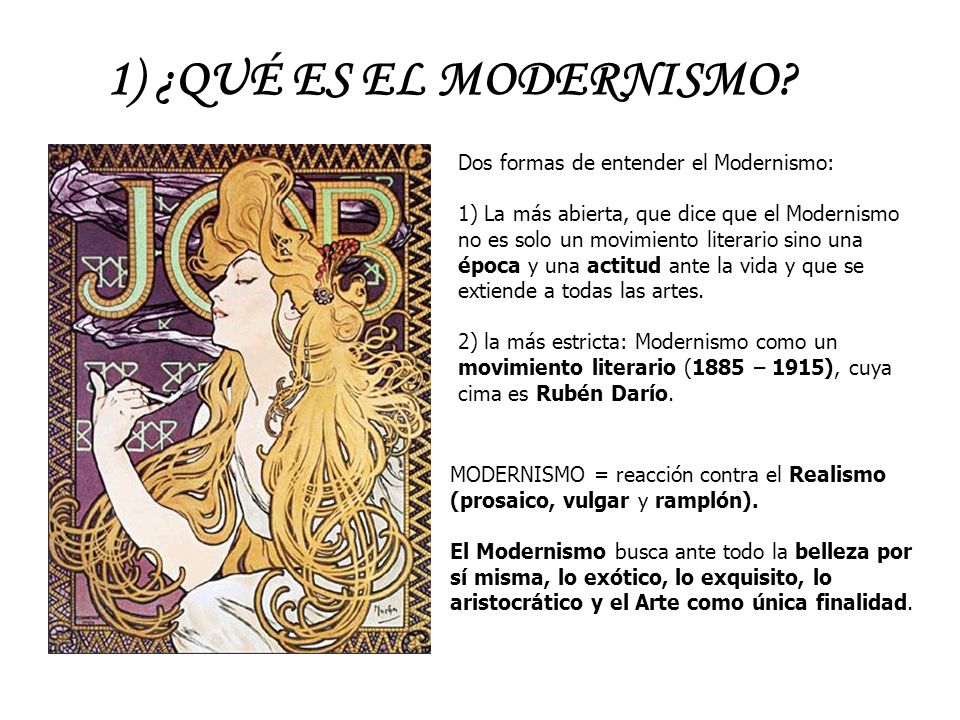 1) ¿QUÉ ES EL MODERNISMO?
JOB
Dos formas de entender el Modernismo:
1) La más abierta, que dice que el Modernismo
no es solo un movimiento literario sino una
época y una actitud ante la vida y que se
extiende a todas las artes.
2) la más estricta: Modernismo como un
movimiento literario (1885 – 1915), cuya
cima es Rubén Darío.
MODERNISMO = reacción contra el Realismo
(prosaico, vulgar y ramplón).
El Modernismo busca ante todo la belleza por
sí misma, lo exótico, lo exquisito, lo
aristocrático y el Arte como única finalidad.
Mucha